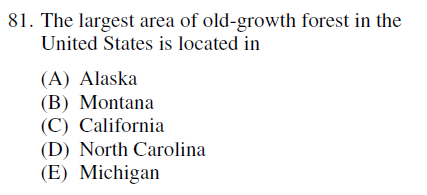 81. The largest area of old-growth forest in the
United States is located in
(A) Alaska
(B) Montana
(C) California
(D) North Carolina
(E) Michigan